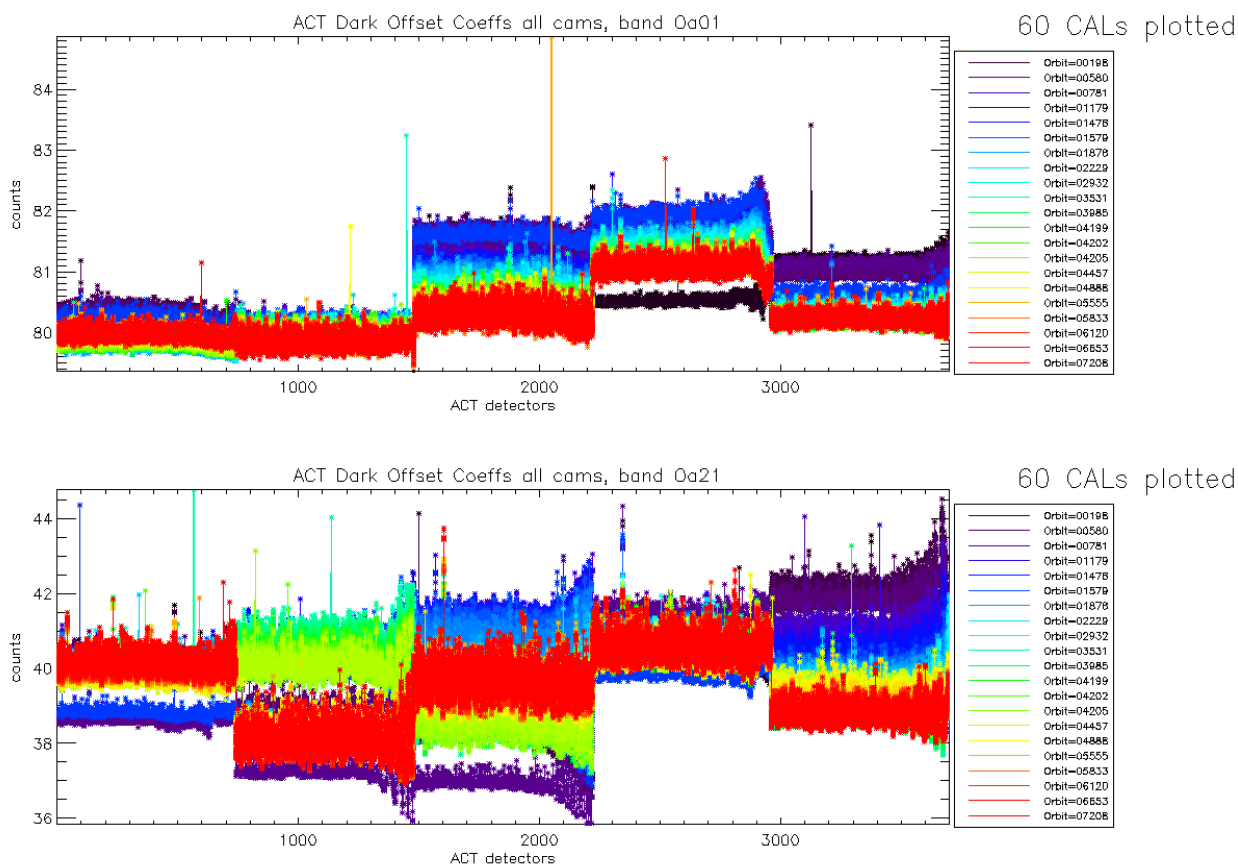 ACT Dark Offset Coeffs all cams, band Oa01
60 CALs plotted
84
83
82
81
80
counts
1000
2000
3000
ACT detectors
Orbit=00198
Orbit=00580
Orbit=00781
Orbit=01179
Orbit=01478
Orbit=01579
Orbit=01878
Orbit=02229
Orbit=02932
Orbit=03531
Orbit=03985
Orbit=04199
Orbit=04202
Orbit=04205
Orbit=04457
Orbit=04888
Orbit=05555
Orbit=05833
Orbit=06120
Orbit=06653
Orbit=07208
ACT Dark Offset Coeffs all cams, band Oa21
60 CALs plotted
44
42
40
38
36
counts
1000
2000
3000
ACT detectors
Orbit=00198
Orbit=00580
Orbit=00781
Orbit=01179
Orbit=01478
Orbit=01579
Orbit=01878
Orbit=02229
Orbit=02932
Orbit=03531
Orbit=03985
Orbit=04199
Orbit=04202
Orbit=04205
Orbit=04457
Orbit=04888
Orbit=05555
Orbit=05833
Orbit=06120
Orbit=06653
Orbit=07208